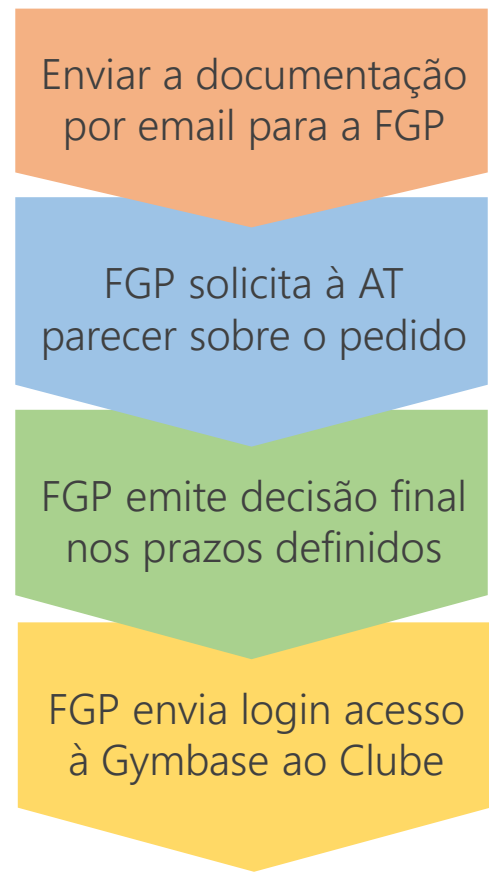 Enviar a documentação
por email para a FGP
FGP solicita à AT
parecer sobre o pedido
FGP emite decisão final
nos prazos definidos
FGP envia login acesso
à Gymbase ao Clube